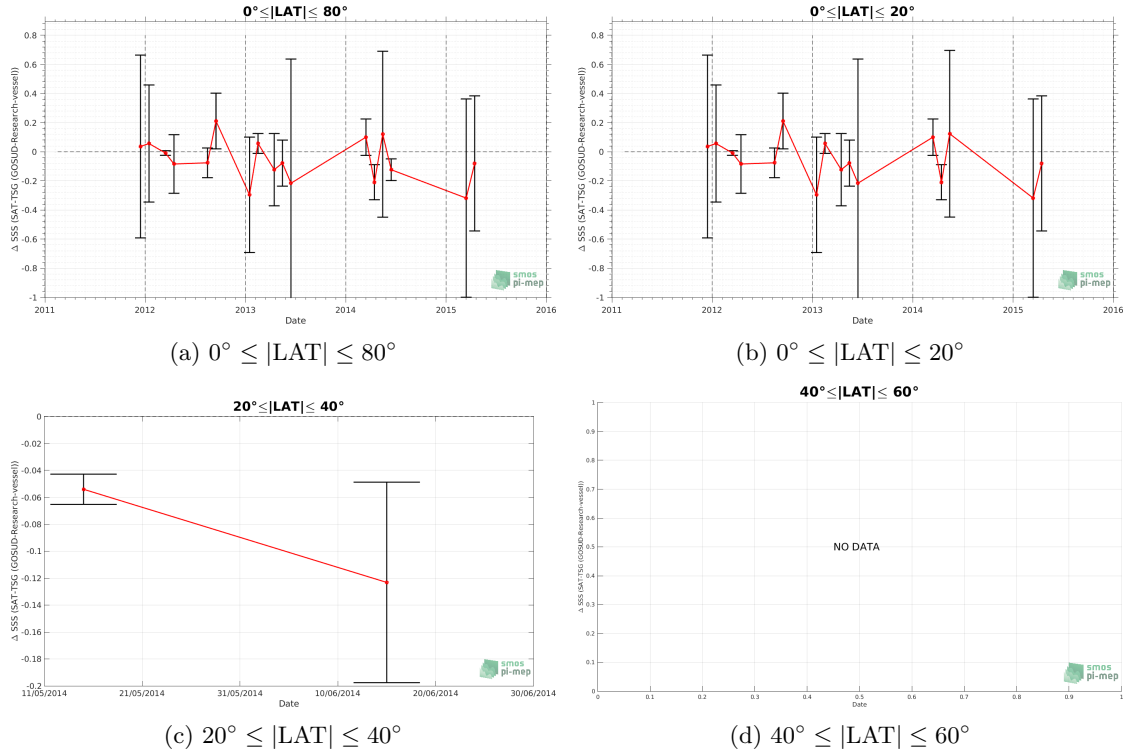 0°≤|LAT|≤ 80°
Δ SSS (SAT-TSG (GOSUD-Research-vessel))
0.8
0.6
0.4
0.2
0
-0.2
-0.4
-0.6
-0.8
-1
2011 2012 2013 2014 2015 2016
Date
smos
pi-mep
(a) 0° ≤ |LAT| ≤ 80°
0°≤|LAT|≤ 20°
Δ SSS (SAT-TSG (GOSUD-Research-vessel))
0.8
0.6
0.4
0.2
0
-0.2
-0.4
-0.6
-0.8
-1
2011 2012 2013 2014 2015 2016
Date
smos
pi-mep
(b) 0° ≤ |LAT| ≤ 20°
20°≤|LAT|≤ 40°
Δ SSS (SAT-TSG (GOSUD-Research-vessel))
0
-0.02
-0.04
-0.06
-0.08
-0.1
-0.12
-0.14
-0.16
-0.18
-0.2
11/05/2014 21/05/2014 31/05/2014 10/06/2014 20/06/2014 30/06/2014
Date
smos
pi-mep
(c) 20° ≤ |LAT| ≤ 40°
40°≤|LAT|≤ 60°
Δ SSS (SAT-TSG (GOSUD-Research-vessel))
1
0.9
0.8
0.7
0.6
0.5
0.4
0.3
0.2
0.1
0
NO DATA
0 0.1 0.2 0.3 0.4 0.5 0.6 0.7 0.8 0.9 1
Date
smos
pi-mep
(d) 40° ≤ |LAT| ≤ 60°